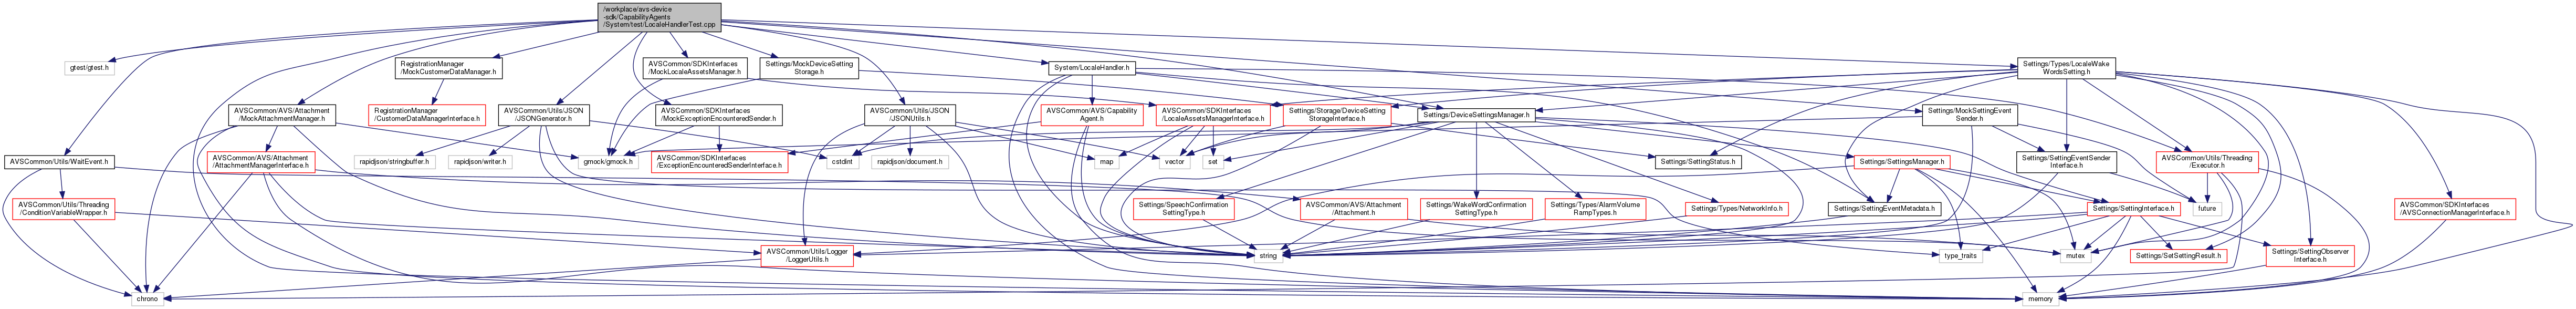 /workplace/avs-device
-sdk/CapabilityAgents
/System/test/LocaleHandlerTest.cpp
gtest/gtest.h
RegistrationManager
/MockCustomerDataManager.h
AVSCommon/SDKInterfaces
/MockLocaleAssetsManager.h
Settings/MockDeviceSetting
Storage.h
System/LocaleHandler.h
Settings/Types/LocaleWake
WordsSetting.h
AVSCommon/AVS/Attachment
/MockAttachmentManager.h
RegistrationManager
/CustomerDataManagerInterface.h
AVSCommon/Utils/JSON
/JSONGenerator.h
AVSCommon/SDKInterfaces
/MockExceptionEncounteredSender.h
AVSCommon/Utils/JSON
/JSONUtils.h
AVSCommon/AVS/Capability
Agent.h
AVSCommon/SDKInterfaces
/LocaleAssetsManagerInterface.h
Settings/Storage/DeviceSetting
StorageInterface.h
Settings/DeviceSettingsManager.h
Settings/MockSettingEvent
Sender.h
AVSCommon/Utils/WaitEvent.h
AVSCommon/AVS/Attachment
/AttachmentManagerInterface.h
rapidjson/stringbuffer.h
rapidjson/writer.h
gmock/gmock.h
AVSCommon/SDKInterfaces
/ExceptionEncounteredSenderInterface.h
cstdint
rapidjson/document.h
map
vector
set
Settings/SettingStatus.h
Settings/SettingsManager.h
Settings/SettingEventSender
Interface.h
AVSCommon/Utils/Threading
/Executor.h
AVSCommon/Utils/Threading
/ConditionVariableWrapper.h
Settings/SpeechConfirmation
SettingType.h
AVSCommon/AVS/Attachment
/Attachment.h
Settings/WakeWordConfirmation
SettingType.h
Settings/Types/AlarmVolume
RampTypes.h
Settings/Types/NetworkInfo.h
Settings/SettingEventMetadata.h
Settings/SettingInterface.h
future
AVSCommon/SDKInterfaces
/AVSConnectionManagerInterface.h
AVSCommon/Utils/Logger
/LoggerUtils.h
string
type_traits
mutex
Settings/SetSettingResult.h
Settings/SettingObserver
Interface.h
chrono
memory